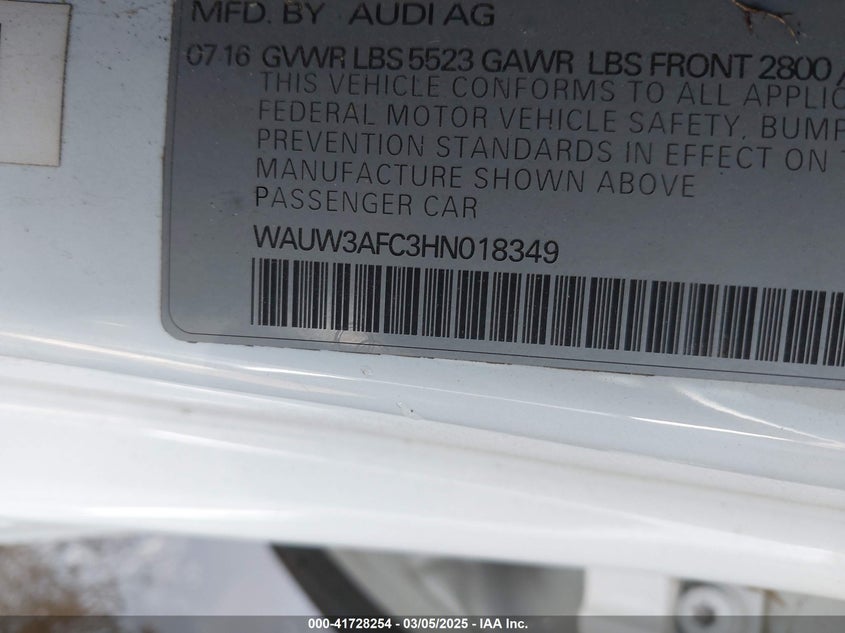 MFD. BY AUDI AG
07 16 GVWR LBS 5523 GAWR LBS FRONT 2800
THIS VEHICLE CONFORMS TO ALL
FEDERAL MOTOR VEHICLE SAFETY,
PREVENTION STANDARDS IN EFFECT ON
MANUFACTURE SHOWN ABOVE
PASSENGER CAR
WAUW3AFC3HN018349
000-41728254 - 03/05/2025 - IAA Inc.